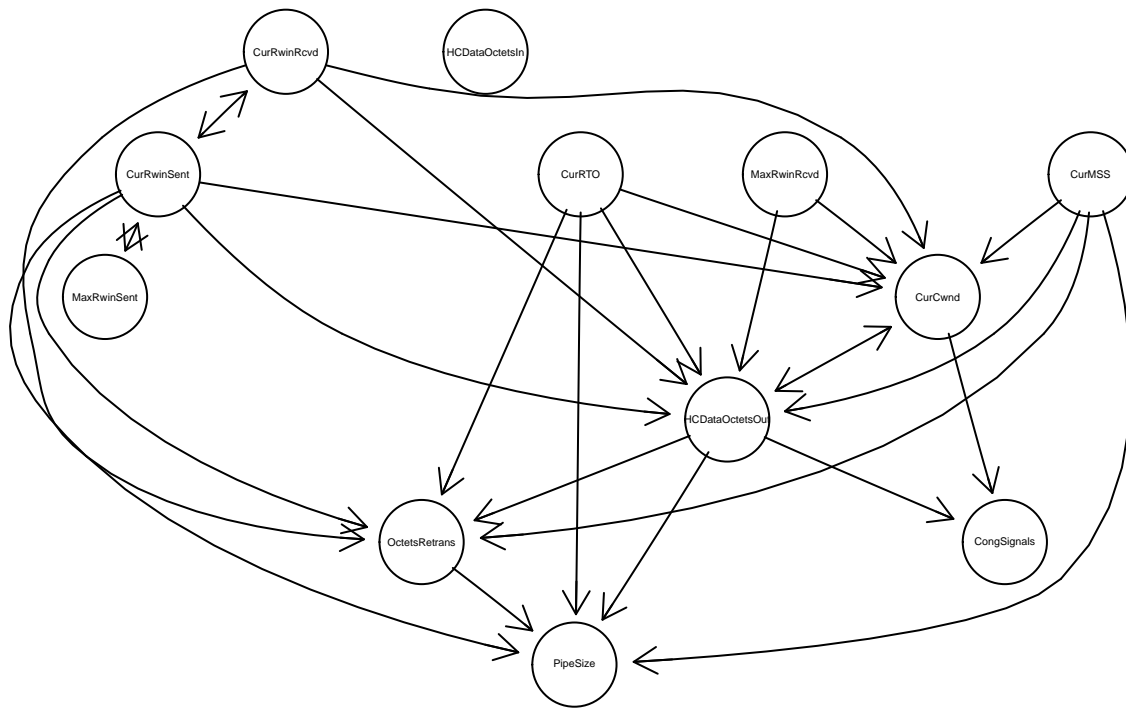 CurRwinRcvd
HCDataOctetsIn
CurRwinSent
CurRTO
MaxRwinRcvd
CurMSS
MaxRwinSent
CurCwnd
HCDataOctetsOut
OctetsRetrans
CongSignals
PipeSize